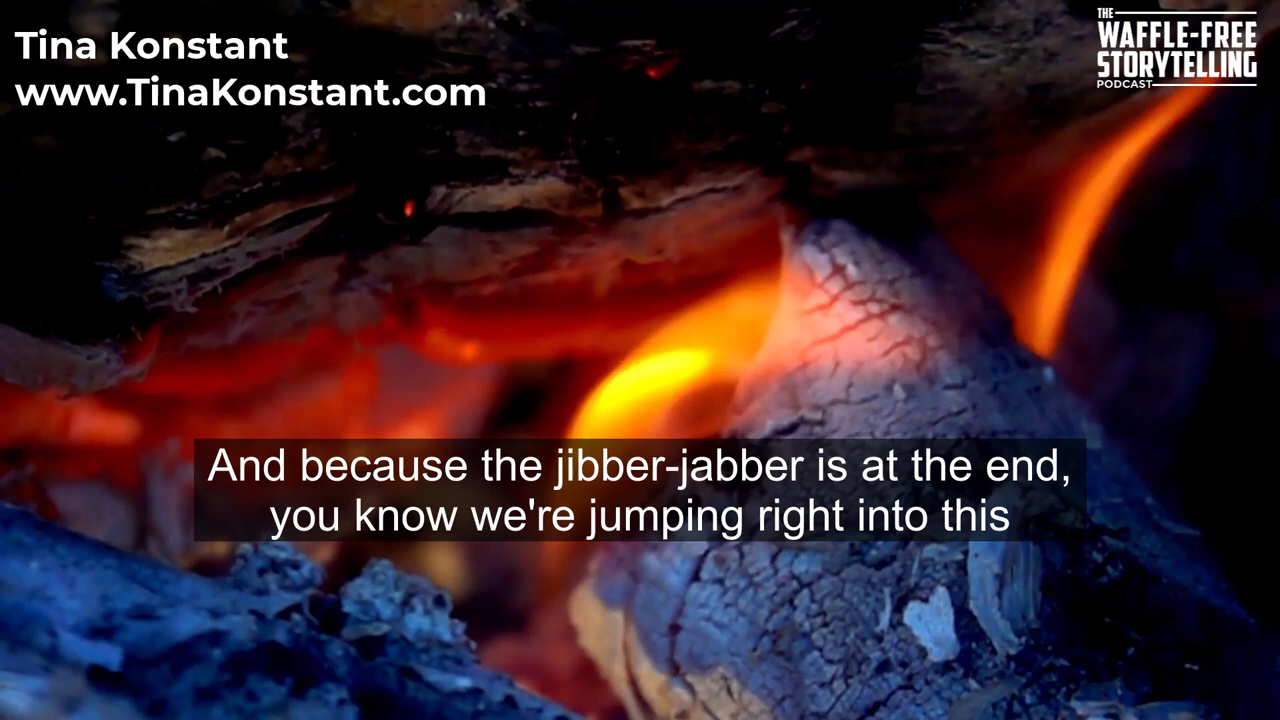 Tina Konstant
www.TinaKonstant.com
THE
WAFFLE-FREE
STORYTELLING
PODCAST
And because the jibber-jabber is at the end,
you know we're jumping right into this